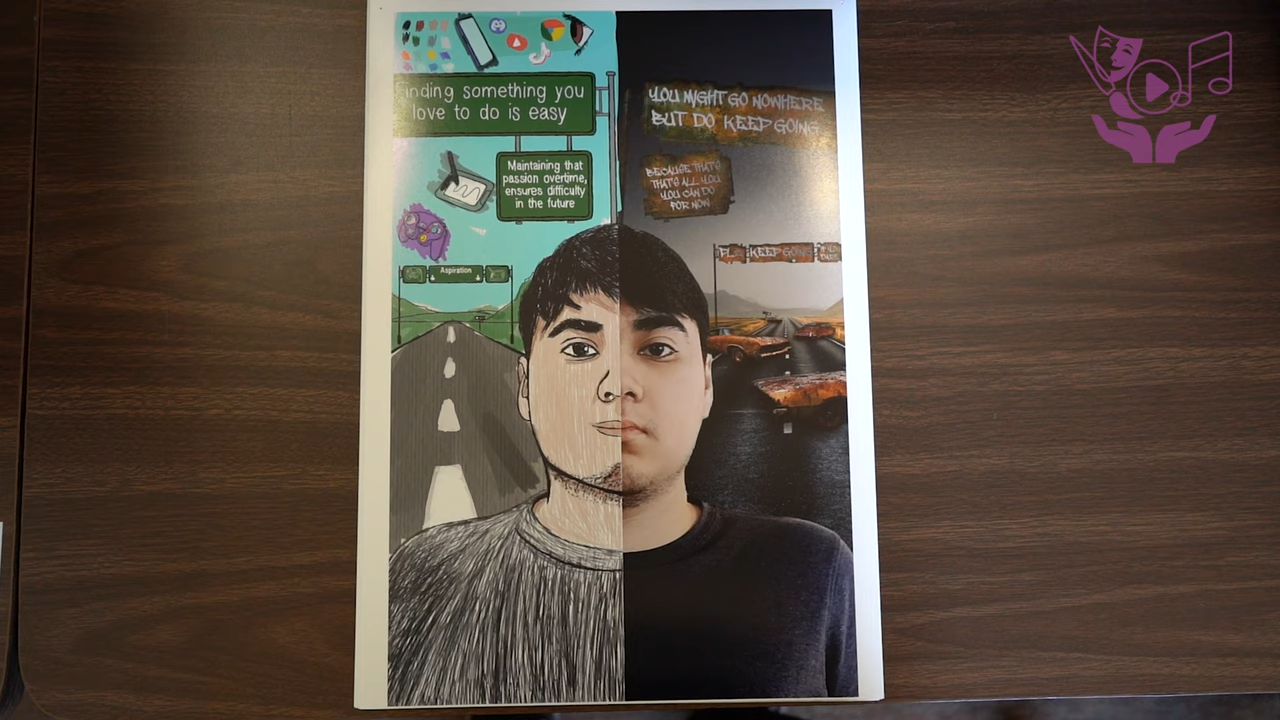 inding something you
love to do is easy
Maintaining that
passion overtime,
ensures difficulty
in the future
Aspiration
YOU MIGHT GO NOWHERE
BUT DO KEEP GOING
BECAUSE THAT'S
THAT'S ALL YOU
YOU CAN DO
FOR NOW
KEEP GOING